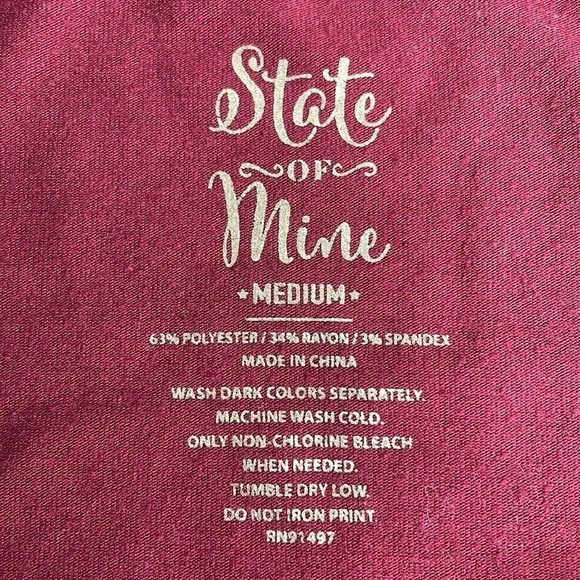 State
OF
Mine
★MEDIUM★
63% POLYESTER / 34% RAYON / 3% SPANDEX
MADE IN CHINA
WASH DARK COLORS SEPARATELY.
MACHINE WASH COLD.
ONLY NON-CHLORINE BLEACH
WHEN NEEDED.
TUMBLE DRY LOW.
DO NOT IRON PRINT.
RN91497